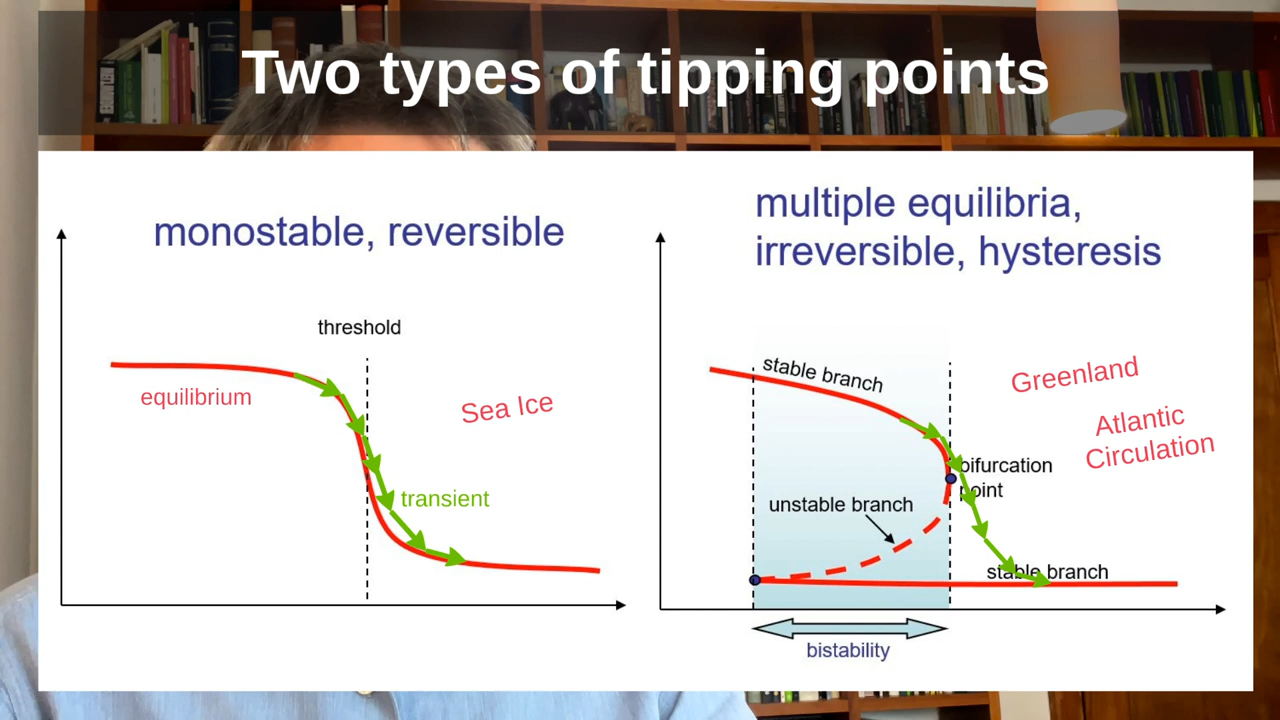 Two types of tipping points
monostable, reversible
threshold
equilibrium
Sea Ice
transient
multiple equilibria,
irreversible, hysteresis
stable branch
Greenland
Atlantic
Circulation
bifurcation
point
unstable branch
stable branch
bistability